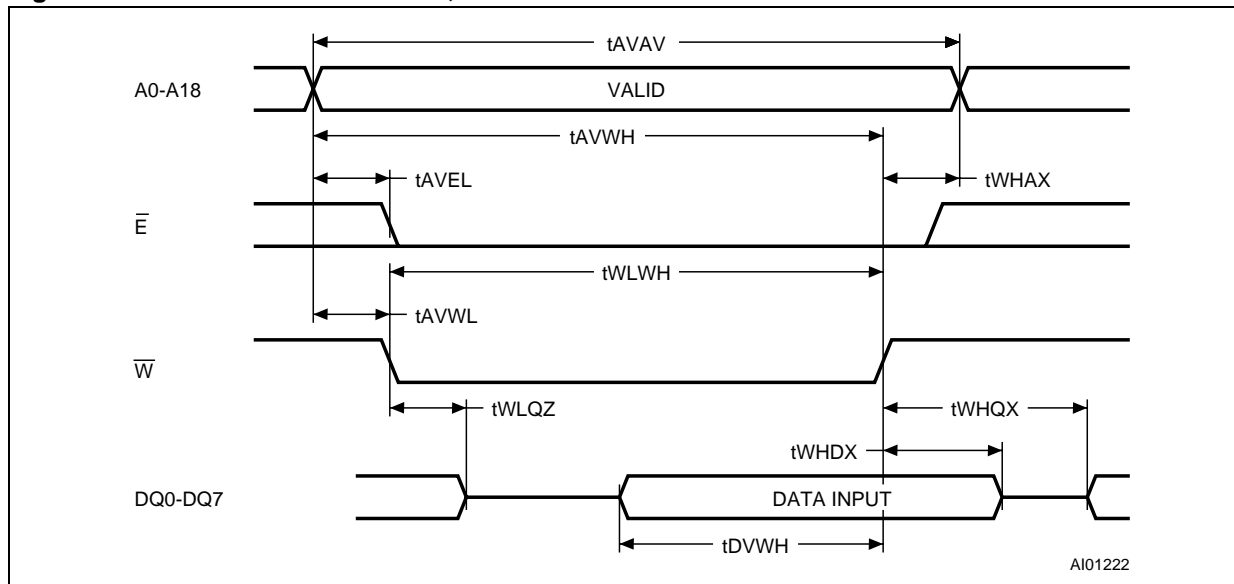 tAVAV
A0-A18
VALID
tAVWH
tAVEL
tWHAX
E̅
tWLWH
tAVWL
W̅
tWLQZ
tWHQX
tWHDX
DQ0-DQ7
DATA INPUT
tDVWH
AI01222